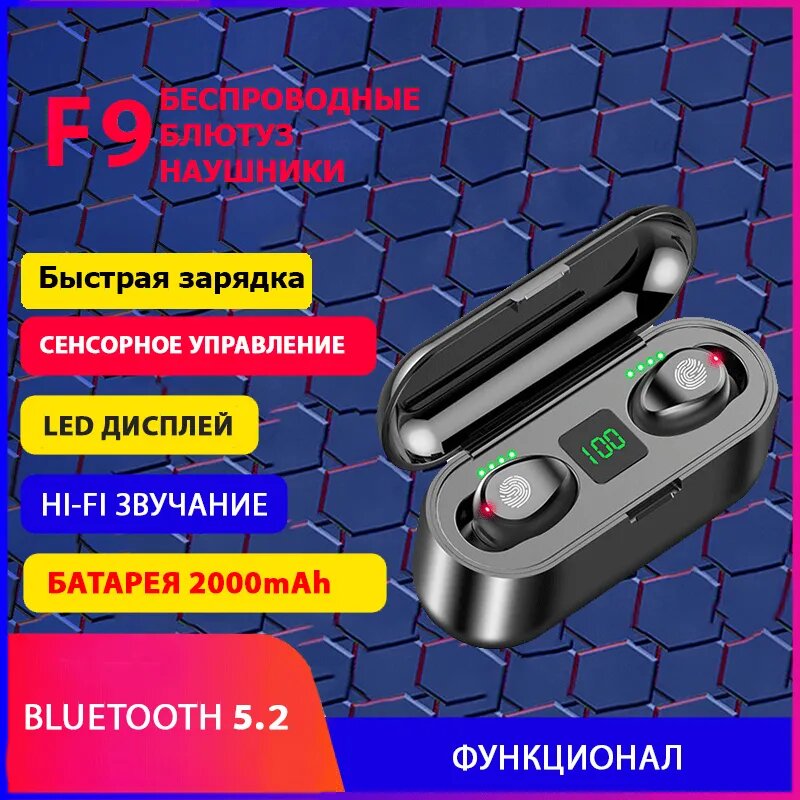 F9
БЕСПРОВОДНЫЕ
БЛЮТУЗ
НАУШНИКИ
Быстрая зарядка
СЕНСОРНОЕ УПРАВЛЕНИЕ
LED ДИСПЛЕЙ
HI-FI ЗВУЧАНИЕ
БАТАРЕЯ 2000mAh
100
BLUETOOTH 5.2
ФУНКЦИОНАЛ